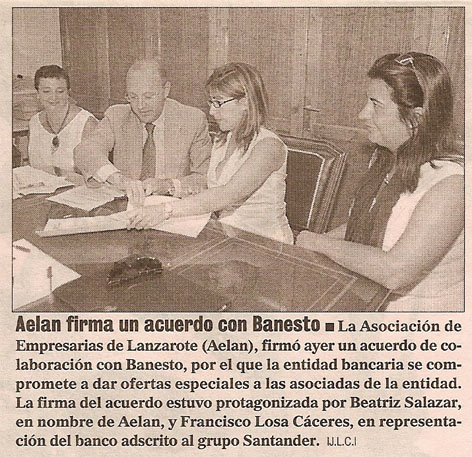 Aelan firma un acuerdo con Banesto ■ La Asociación de
Empresarias de Lanzarote (Aelan), firmó ayer un acuerdo de co-
laboración con Banesto, por el que la entidad bancaria se com-
promete a dar ofertas especiales a las asociadas de la entidad.
La firma del acuerdo estuvo protagonizada por Beatriz Salazar,
en nombre de Aelan, y Francisco Losa Cáceres, en representa-
ción del banco adscrito al grupo Santander. IJ.L.C.I